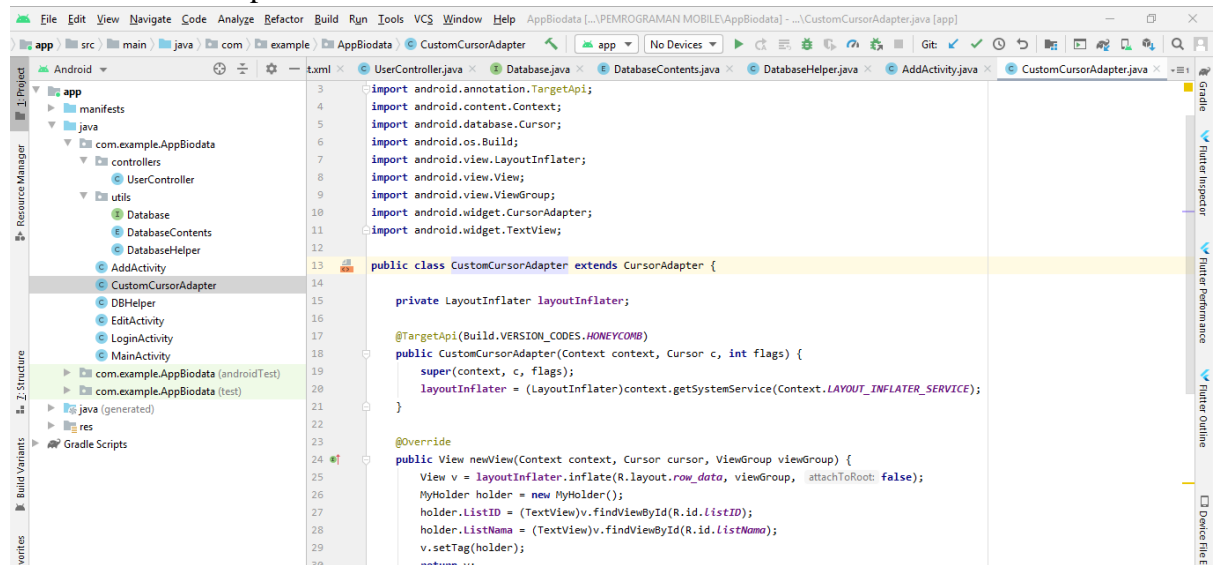 File Edit View Navigate Code Analyze Refactor Build Run Tools VCS Window Help AppBiodata [...\PEMROGRAMAN MOBILE\AppBiodata] - ...\CustomCursorAdapter.java [app]
app src main java com example AppBiodata CustomCursorAdapter app No Devices Git:
Android t.xml UserController.java Database.java DatabaseContents.java DatabaseHelper.java AddActivity.java CustomCursorAdapter.java
1: Project
Resource Manager
Z: Structure
Build Variants
app
manifests
java
com.example.AppBiodata
controllers
UserController
utils
Database
DatabaseContents
DatabaseHelper
AddActivity
CustomCursorAdapter
DBHelper
EditActivity
LoginActivity
MainActivity
com.example.AppBiodata (androidTest)
com.example.AppBiodata (test)
java (generated)
res
Gradle Scripts
3 import android.annotation.TargetApi;
4 import android.content.Context;
5 import android.database.Cursor;
6 import android.os.Build;
7 import android.view.LayoutInflater;
8 import android.view.View;
9 import android.view.ViewGroup;
10 import android.widget.CursorAdapter;
11 import android.widget.TextView;
12
13 public class CustomCursorAdapter extends CursorAdapter {
14
15 private LayoutInflater layoutInflater;
16
17 @TargetApi(Build.VERSION_CODES.HONEYCOMB)
18 public CustomCursorAdapter(Context context, Cursor c, int flags) {
19 super(context, c, flags);
20 layoutInflater = (LayoutInflater)context.getSystemService(Context.LAYOUT_INFLATER_SERVICE);
21 }
22
23 @Override
24 public View newView(Context context, Cursor cursor, ViewGroup viewGroup) {
25 View v = layoutInflater.inflate(R.layout.row_data, viewGroup, attachToRoot: false);
26 MyHolder holder = new MyHolder();
27 holder.ListID = (TextView)v.findViewById(R.id.listID);
28 holder.ListNama = (TextView)v.findViewById(R.id.listNama);
29 v.setTag(holder);
30 return v;
Gradle
Flutter Inspector
Flutter Performance
Flutter Outline
Device File